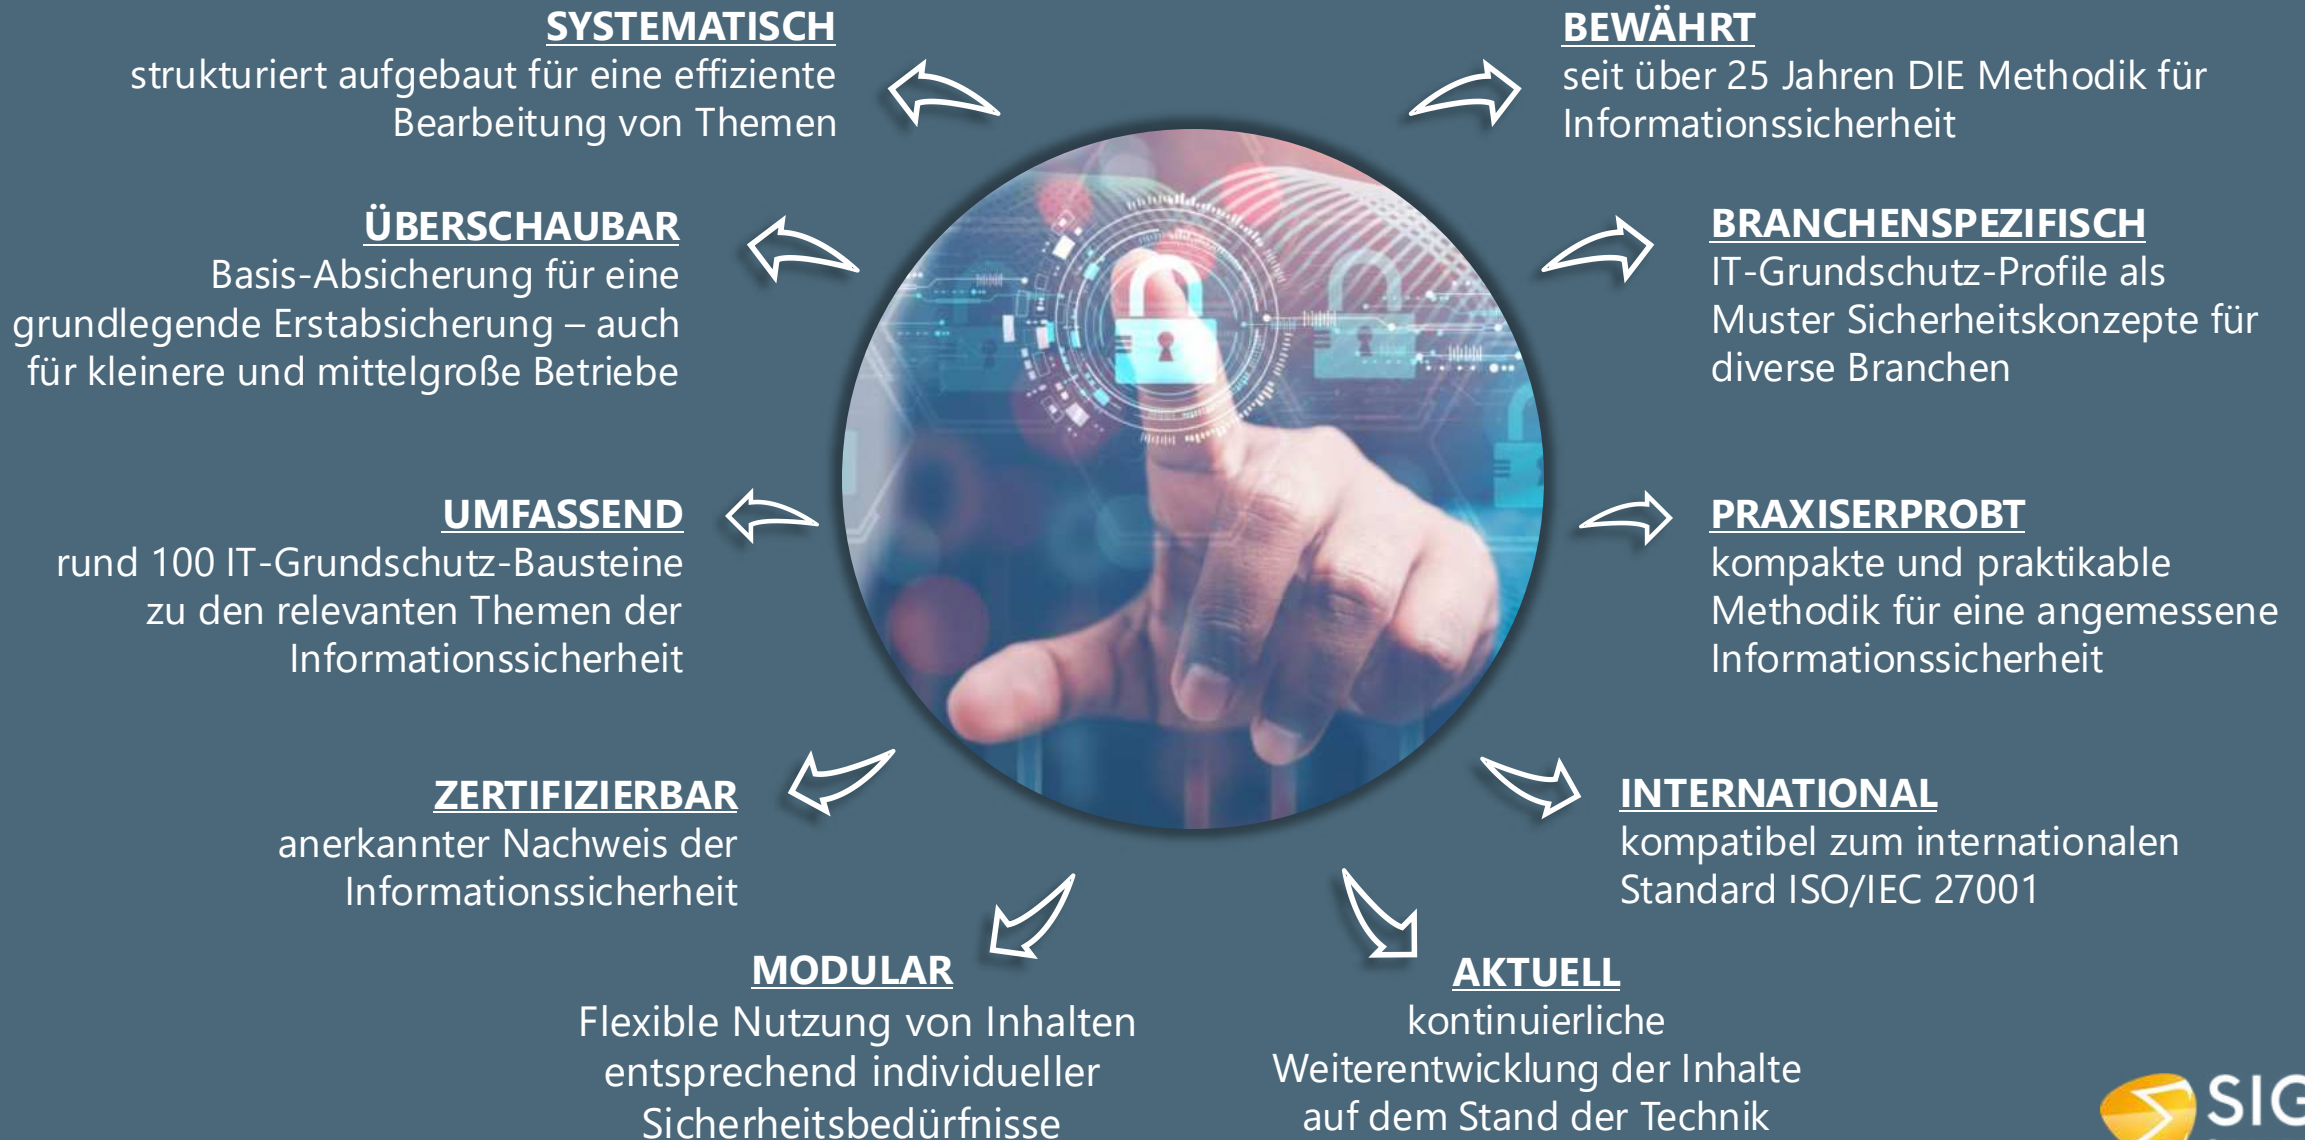 SYSTEMATISCH
strukturiert aufgebaut für eine effiziente
Bearbeitung von Themen
ÜBERSCHAUBAR
Basis-Absicherung für eine
grundlegende Erstabsicherung – auch
für kleinere und mittelgroße Betriebe
UMFASSEND
rund 100 IT-Grundschutz-Bausteine
zu den relevanten Themen der
Informationssicherheit
ZERTIFIZIERBAR
anerkannter Nachweis der
Informationssicherheit
MODULAR
Flexible Nutzung von Inhalten
entsprechend individueller
Sicherheitsbedürfnisse
BEWÄHRT
seit über 25 Jahren DIE Methodik für
Informationssicherheit
BRANCHENSPEZIFISCH
IT-Grundschutz-Profile als
Muster Sicherheitskonzepte für
diverse Branchen
PRAXISERPROBT
kompakte und praktikable
Methodik für eine angemessene
Informationssicherheit
INTERNATIONAL
kompatibel zum internationalen
Standard ISO/IEC 27001
AKTUELL
kontinuierliche
Weiterentwicklung der Inhalte
auf dem Stand der Technik